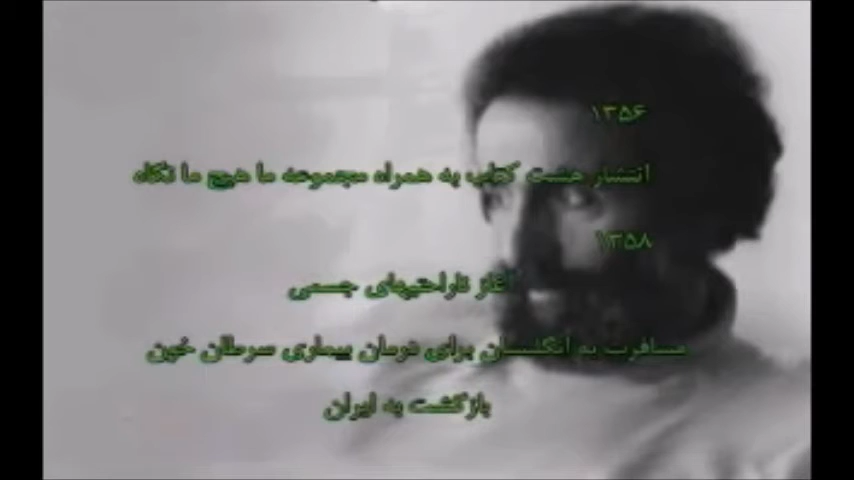 ۱۳۵۶
انتشار هشت کتاب به همراه مجموعه ما هیچ ما نگاه
۱۳۵۸
آغاز ناراحتیهای جسمی
مسافرت به انگلستان برای درمان بیماری سرطان خون
بازگشت به ایران